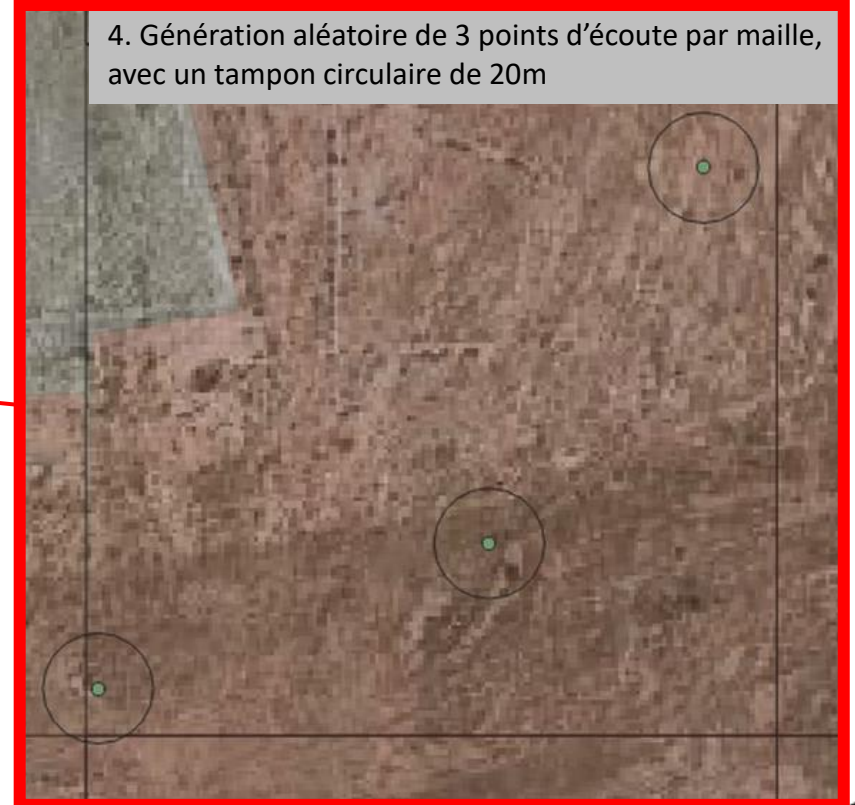 4. Génération aléatoire de 3 points d’écoute par maille,
avec un tampon circulaire de 20m